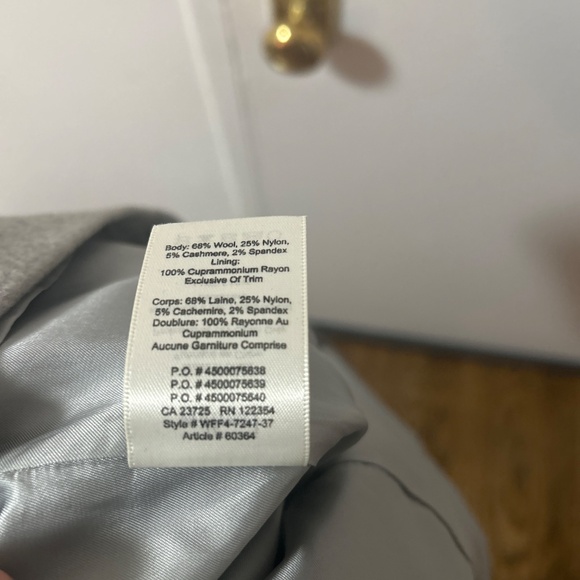 Body: 68% Wool, 25% Nylon,
5% Cashmere, 2% Spandex
Lining:
100% Cuprammonium Rayon
Exclusive Of Trim
Corps: 68% Laine, 25% Nylon,
5% Cachemire, 2% Spandex
Doublure: 100% Rayonne Au
Cuprammonium
Aucune Garniture Comprise
P.O. # 4500075638
P.O. # 4500075639
P.O. # 4500075640
CA 23725 RN 122354
Style # WFF4-7247-37
Article # 60364